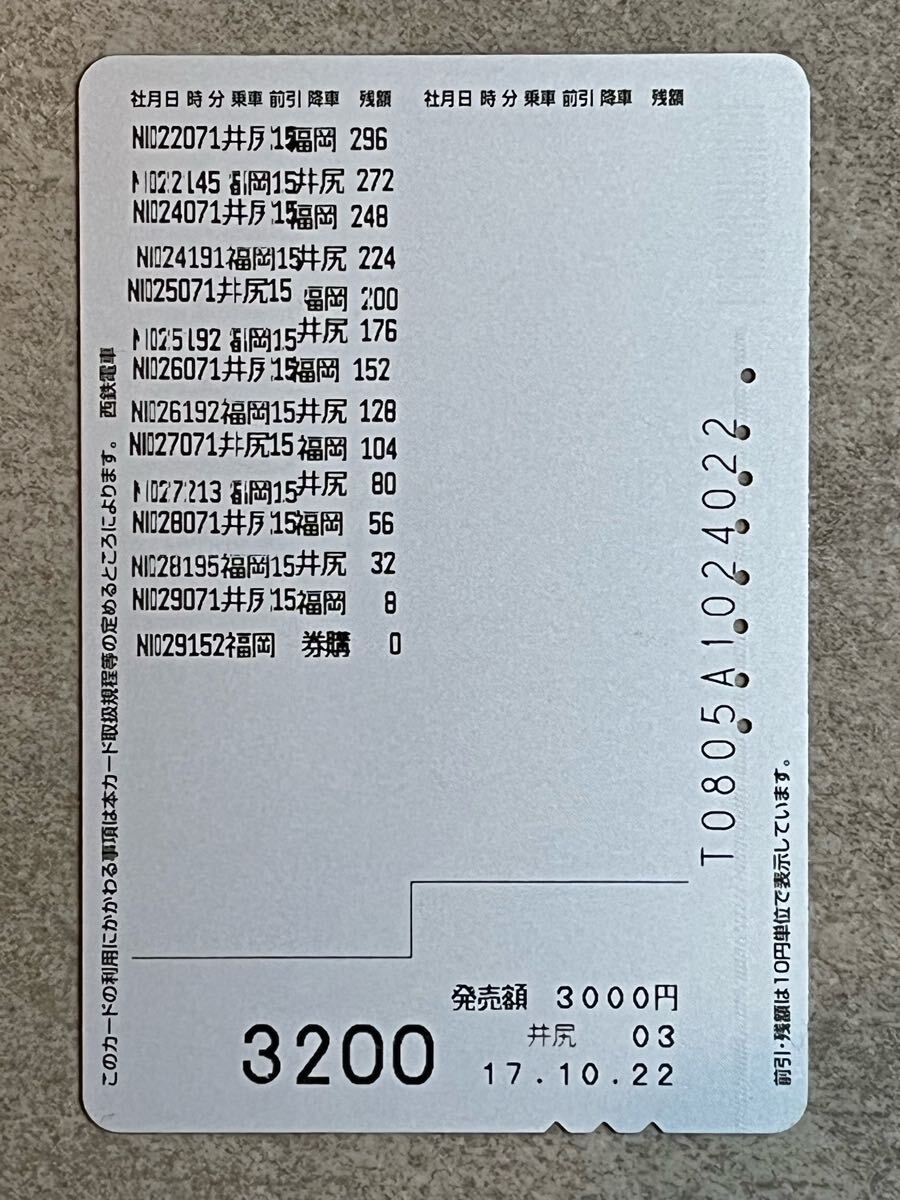 社月日 時 分 乗車 前引 降車 残額 社月日 時 分 乗車 前引 降車 残額
N1022071井尻15福岡 296
N1022145福岡15井尻 272
N1024071井尻15福岡 248
N1024191福岡15井尻 224
N1025071井尻15福岡 200
N1025192福岡15井尻 176
N1026071井尻15福岡 152
N1026192福岡15井尻 128
N1027071井尻15福岡 104
N1027213福岡15井尻 80
N1028071井尻15福岡 56
N1028195福岡15井尻 32
N1029071井尻15福岡 8
N1029152福岡 券購 0
このカードの利用にかかわる事項は本カード取扱規程等の定めるところによります。 西鉄電車
T0805A1024022
前引・残額は10円単位で表示しています。
発売額 3000円
3200
井尻 03
17.10.22